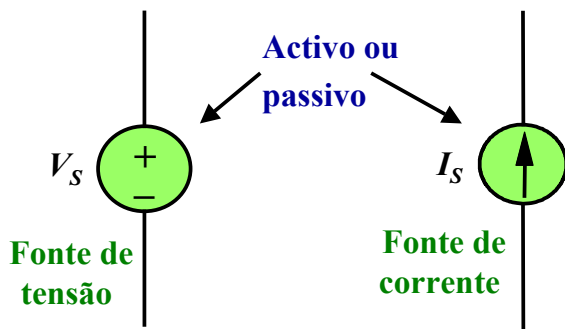 Activo ou
passivo
V_S
+
−
I_S
Fonte de
tensão
Fonte de
corrente